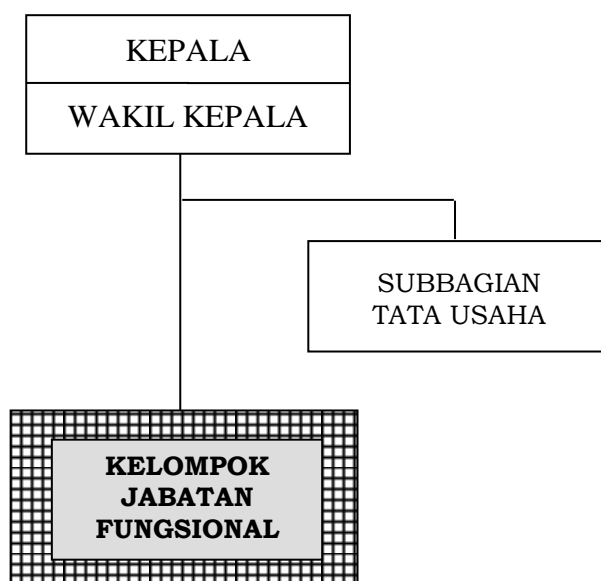 KEPALA
WAKIL KEPALA
SUBBAGIAN
TATA USAHA
KELOMPOK
JABATAN
FUNGSIONAL